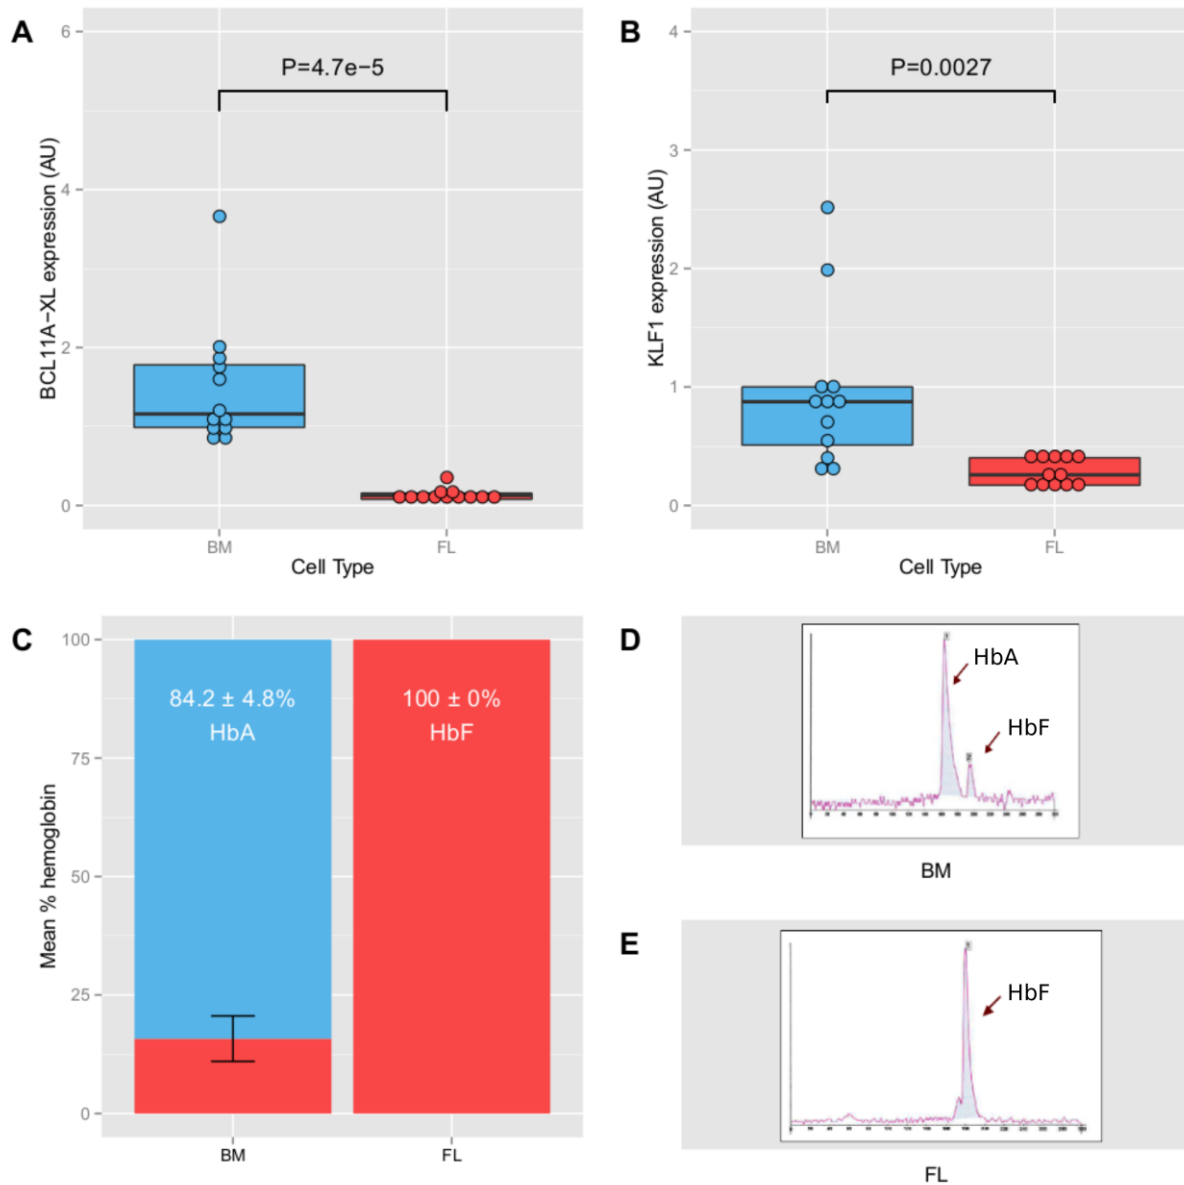 A
6
4
2
0
BCL11A−XL expression (AU)
P=4.7e−5
BM
FL
Cell Type
B
4
3
2
1
0
KLF1 expression (AU)
P=0.0027
BM
FL
Cell Type
C
100
75
50
25
0
Mean % hemoglobin
84.2 ± 4.8%
HbA
100 ± 0%
HbF
BM
FL
D
HbA
HbF
BM
E
HbF
FL